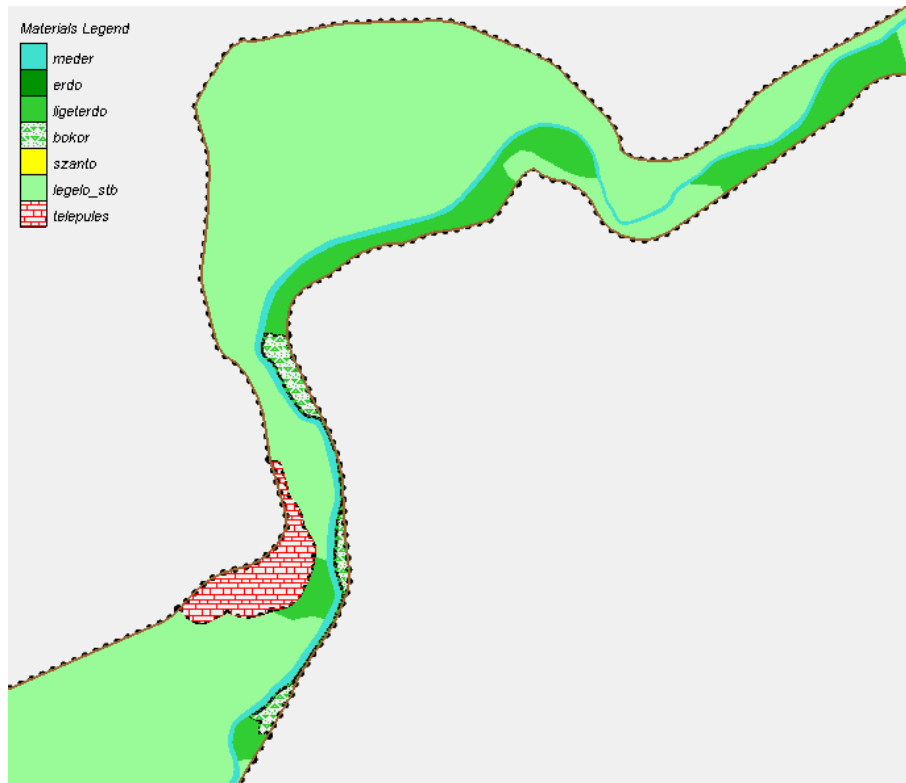 Materials Legend
meder
erdo
ligeterdo
bokor
szanto
legelo_stb
telepules